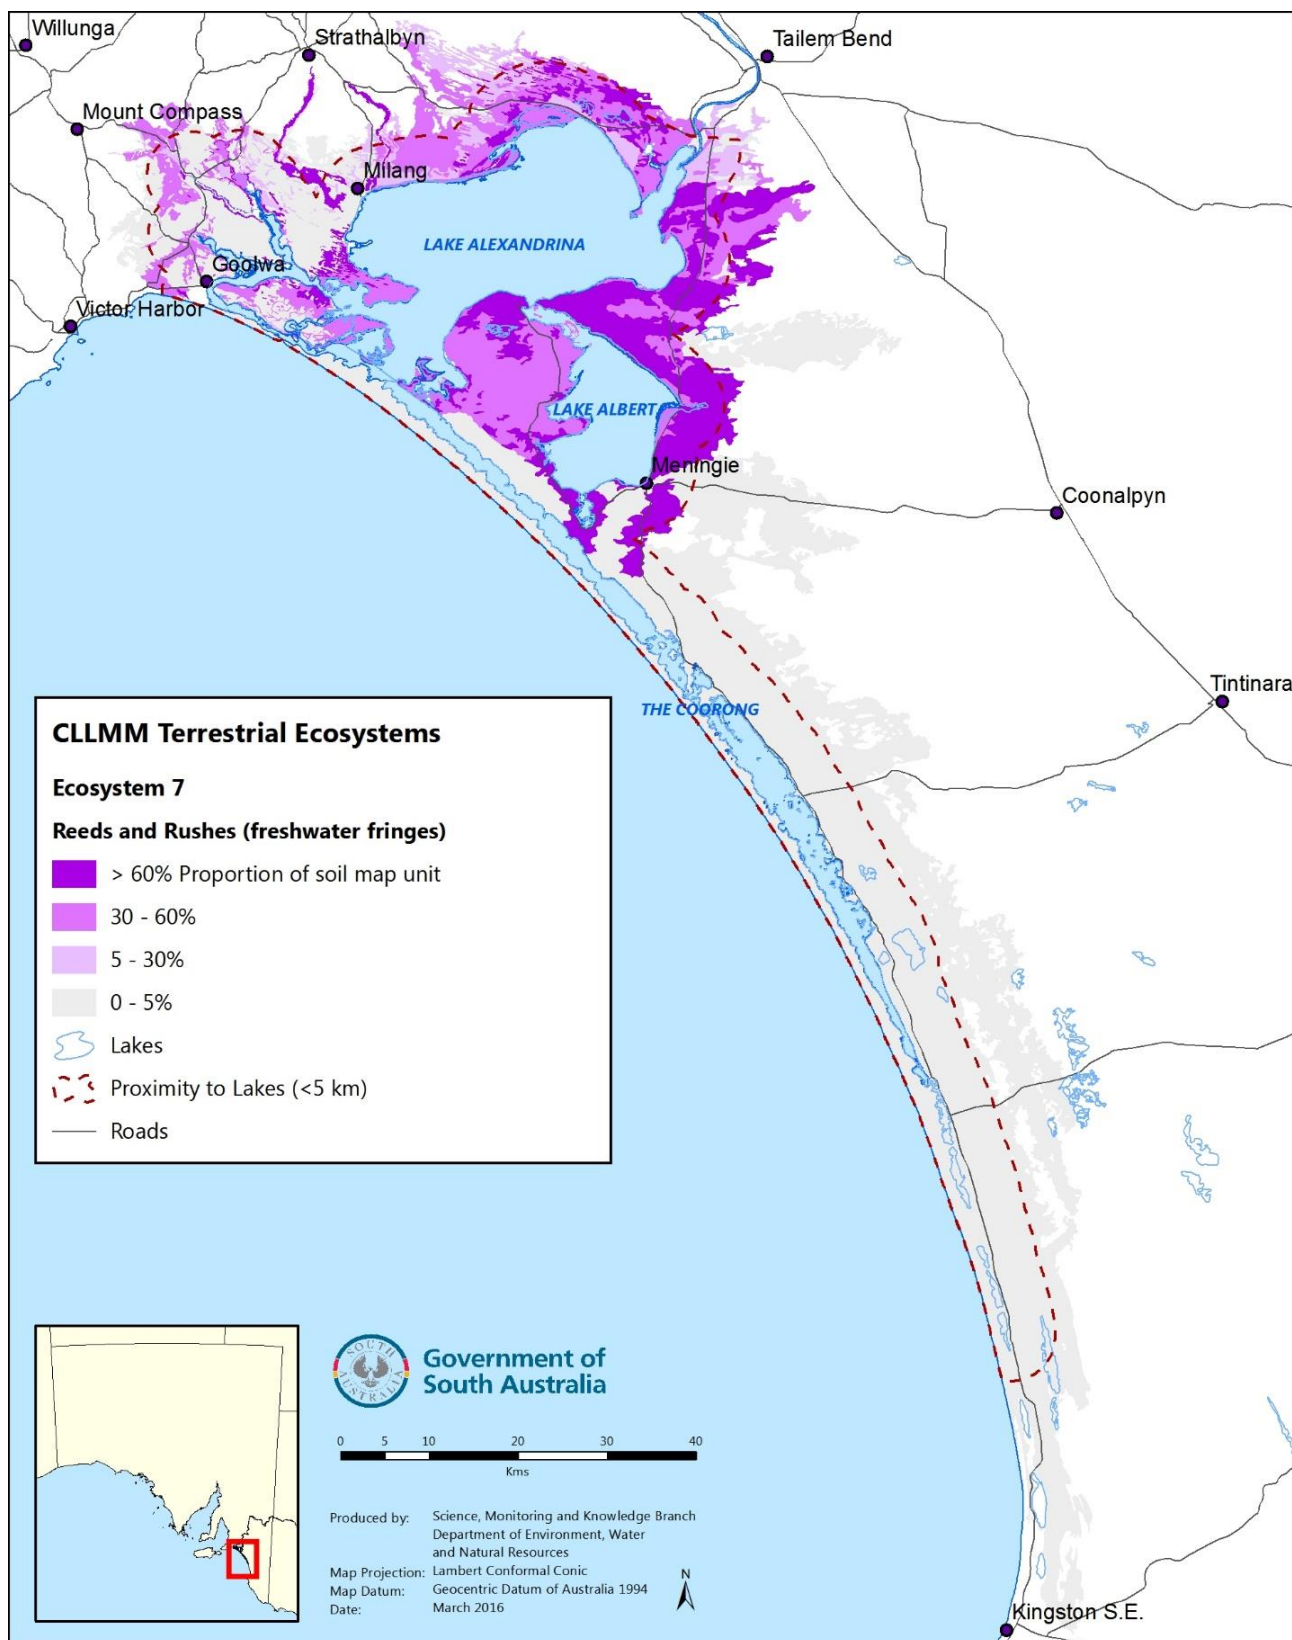 Willunga
Strathalbyn
Tailem Bend
Mount Compass
Milang
LAKE ALEXANDRINA
Goolwa
Victor Harbor
LAKE ALBERT
Meningie
Coonalpyn
Tintinara
THE COORONG
CLLMM Terrestrial Ecosystems
Ecosystem 7
Reeds and Rushes (freshwater fringes)
> 60% Proportion of soil map unit
30 - 60%
5 - 30%
0 - 5%
Lakes
Proximity to Lakes (<5 km)
Roads
SOUTH
AUSTRALIA
Government of
South Australia
0 5 10 20 30 40
Kms
Produced by: Science, Monitoring and Knowledge Branch
Department of Environment, Water
and Natural Resources
Map Projection: Lambert Conformal Conic
Map Datum: Geocentric Datum of Australia 1994
Date: March 2016
N
Kingston S.E.